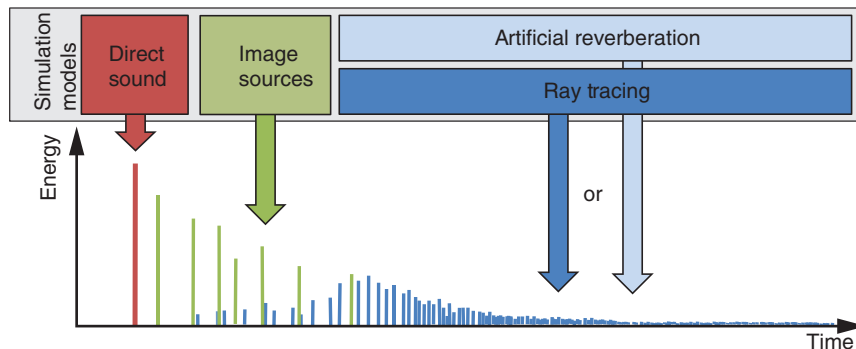 Simulation
models
Direct
sound
Image
sources
Artificial reverberation
Ray tracing
Energy
or
Time